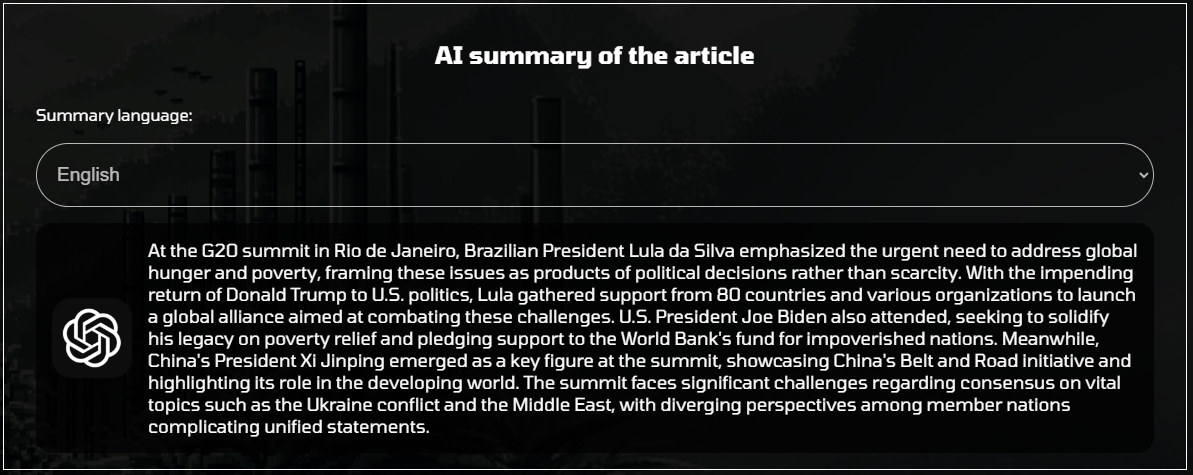 AI summary of the article
Summary language:
English
At the G20 summit in Rio de Janeiro, Brazilian President Lula da Silva emphasized the urgent need to address global
hunger and poverty, framing these issues as products of political decisions rather than scarcity. With the impending
return of Donald Trump to U.S. politics, Lula gathered support from 80 countries and various organizations to launch
a global alliance aimed at combating these challenges. U.S. President Joe Biden also attended, seeking to solidify
his legacy on poverty relief and pledging support to the World Bank's fund for impoverished nations. Meanwhile,
China's President Xi Jinping emerged as a key figure at the summit, showcasing China's Belt and Road initiative and
highlighting its role in the developing world. The summit faces significant challenges regarding consensus on vital
topics such as the Ukraine conflict and the Middle East, with diverging perspectives among member nations
complicating unified statements.